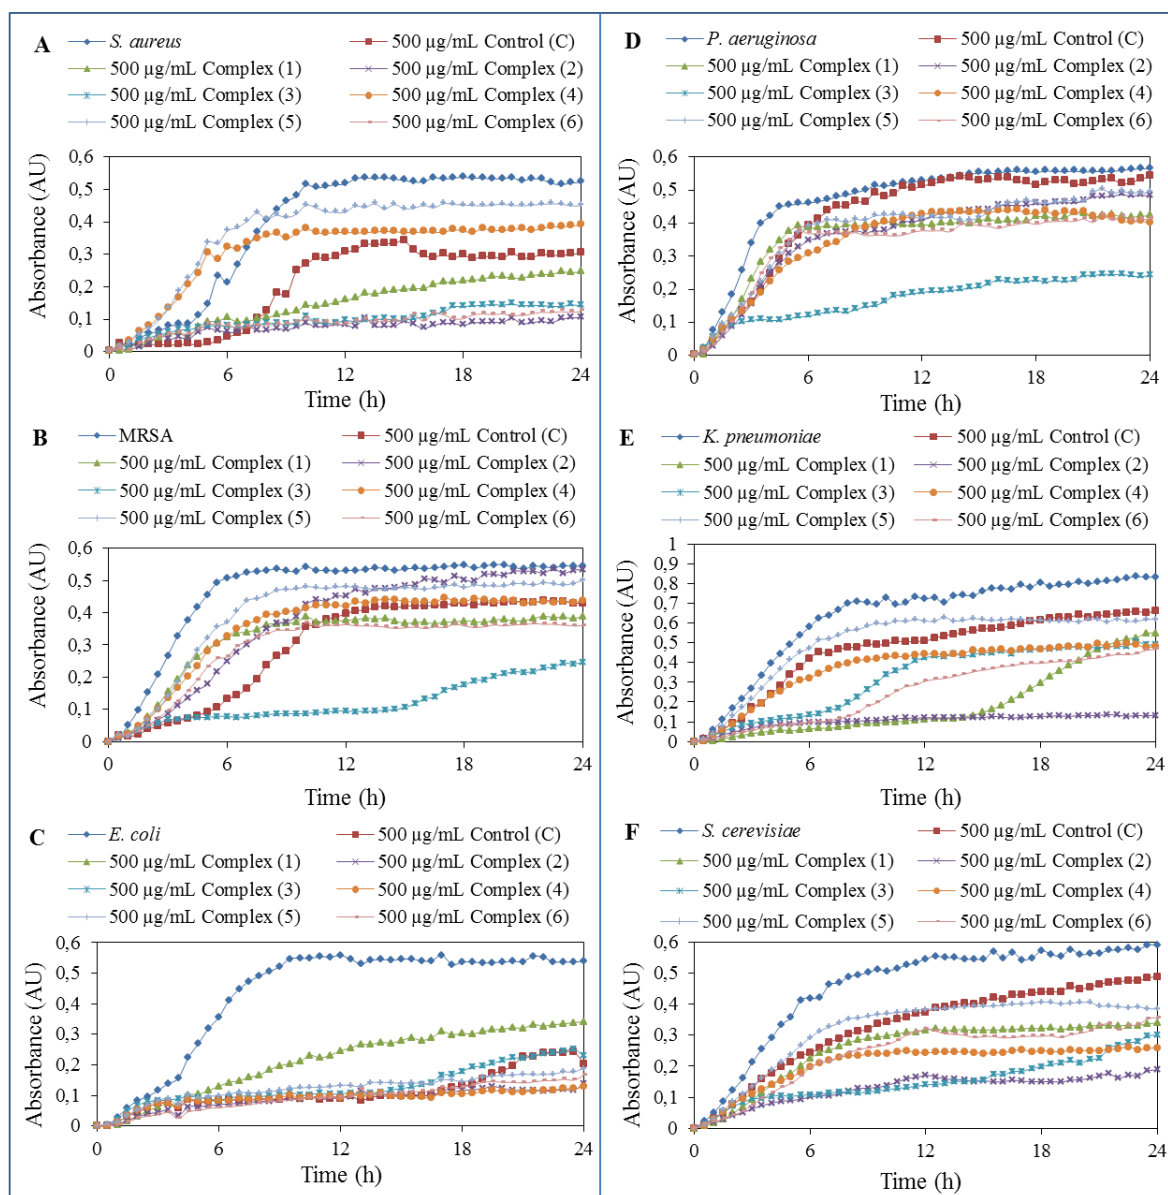 A
S. aureus
500 µg/mL Control (C)
500 µg/mL Complex (1)
500 µg/mL Complex (2)
500 µg/mL Complex (3)
500 µg/mL Complex (4)
500 µg/mL Complex (5)
500 µg/mL Complex (6)
Absorbance (AU)
0,6
0,5
0,4
0,3
0,2
0,1
0
0 6 12 18 24
Time (h)
B
MRSA
500 µg/mL Control (C)
500 µg/mL Complex (1)
500 µg/mL Complex (2)
500 µg/mL Complex (3)
500 µg/mL Complex (4)
500 µg/mL Complex (5)
500 µg/mL Complex (6)
Absorbance (AU)
0,6
0,5
0,4
0,3
0,2
0,1
0
0 6 12 18 24
Time (h)
C
E. coli
500 µg/mL Control (C)
500 µg/mL Complex (1)
500 µg/mL Complex (2)
500 µg/mL Complex (3)
500 µg/mL Complex (4)
500 µg/mL Complex (5)
500 µg/mL Complex (6)
Absorbance (AU)
0,6
0,5
0,4
0,3
0,2
0,1
0
0 6 12 18 24
Time (h)
D
P. aeruginosa
500 µg/mL Control (C)
500 µg/mL Complex (1)
500 µg/mL Complex (2)
500 µg/mL Complex (3)
500 µg/mL Complex (4)
500 µg/mL Complex (5)
500 µg/mL Complex (6)
Absorbance (AU)
0,6
0,5
0,4
0,3
0,2
0,1
0
0 6 12 18 24
Time (h)
E
K. pneumoniae
500 µg/mL Control (C)
500 µg/mL Complex (1)
500 µg/mL Complex (2)
500 µg/mL Complex (3)
500 µg/mL Complex (4)
500 µg/mL Complex (5)
500 µg/mL Complex (6)
Absorbance (AU)
1
0,9
0,8
0,7
0,6
0,5
0,4
0,3
0,2
0,1
0
0 6 12 18 24
Time (h)
F
S. cerevisiae
500 µg/mL Control (C)
500 µg/mL Complex (1)
500 µg/mL Complex (2)
500 µg/mL Complex (3)
500 µg/mL Complex (4)
500 µg/mL Complex (5)
500 µg/mL Complex (6)
Absorbance (AU)
0,6
0,5
0,4
0,3
0,2
0,1
0
0 6 12 18 24
Time (h)